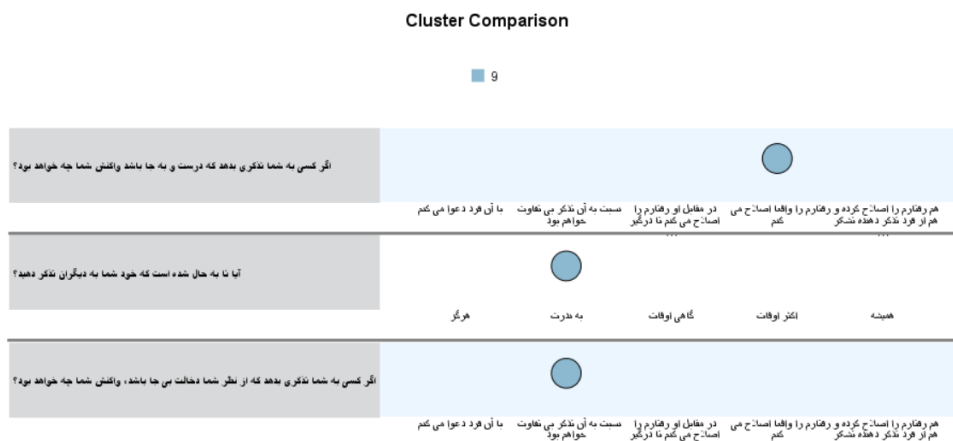 Cluster Comparison
9
اگر کسی به شما تذکری بدهد که درست و به جا باشد واکنش شما چه خواهد بود؟
با آن فرد دعوا می کنم
نسبت به آن تذکر بی تفاوت
خواهم بود
در مقابل او رفتارم را
اصلاح می کنم تا درگیر
...
رفتارم را واقعا اصلاح می
کنم
هم رفتارم را اصلاح کرده و
هم از فرد تذکر دهنده تشکر
...
آیا تا به حال شده است که خود شما به دیگران تذکر دهید؟
هرگز
به ندرت
گاهی اوقات
اکثر اوقات
همیشه
اگر کسی به شما تذکری بدهد که از نظر شما دخالت بی جا باشد، واکنش شما چه خواهد بود؟
با آن فرد دعوا می کنم
نسبت به آن تذکر بی تفاوت
خواهم بود
در مقابل او رفتارم را
اصلاح می کنم تا درگیر
رفتارم را واقعا اصلاح می
کنم
هم رفتارم را اصلاح کرده و
هم از فرد تذکر دهنده تشکر